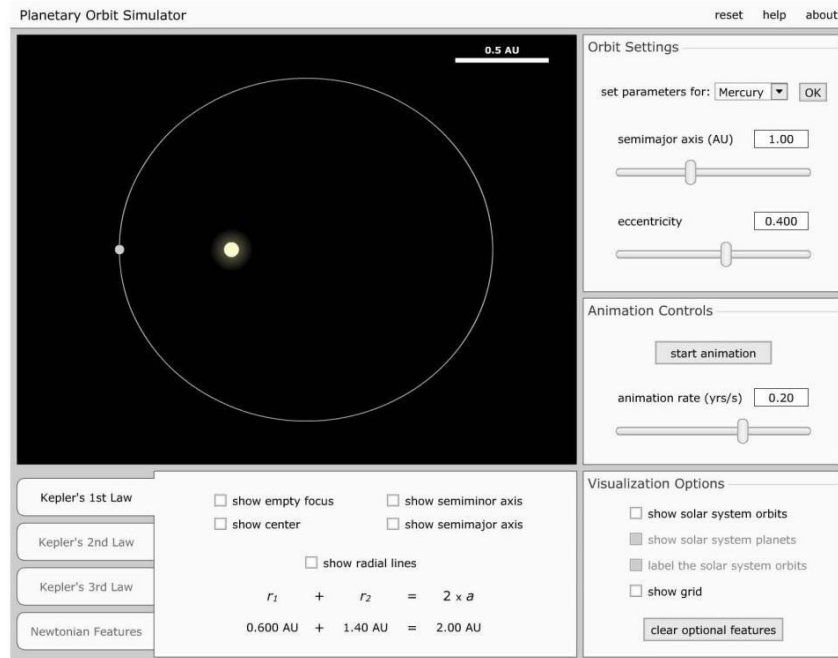 Planetary Orbit Simulator
reset help about
0.5 AU
Orbit Settings
set parameters for: Mercury OK
semimajor axis (AU) 1.00
eccentricity 0.400
Animation Controls
start animation
animation rate (yrs/s) 0.20
Kepler's 1st Law
Kepler's 2nd Law
Kepler's 3rd Law
Newtonian Features
show empty focus show semiminor axis
show center show semimajor axis
show radial lines
r₁ + r₂ = 2 x a
0.600 AU + 1.40 AU = 2.00 AU
Visualization Options
show solar system orbits
show solar system planets
label the solar system orbits
show grid
clear optional features